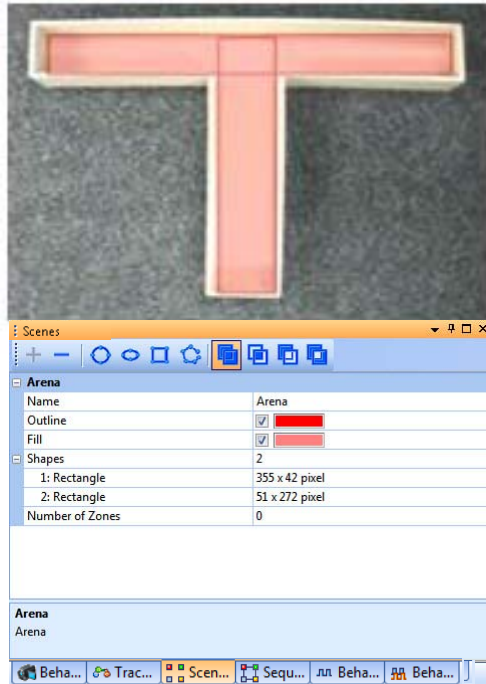 Scenes
Arena
Name Arena
Outline
Fill
Shapes 2
1: Rectangle 355 x 42 pixel
2: Rectangle 51 x 272 pixel
Number of Zones 0
Arena
Arena
Beha... Trac... Scen... Sequ... Beha... Beha...